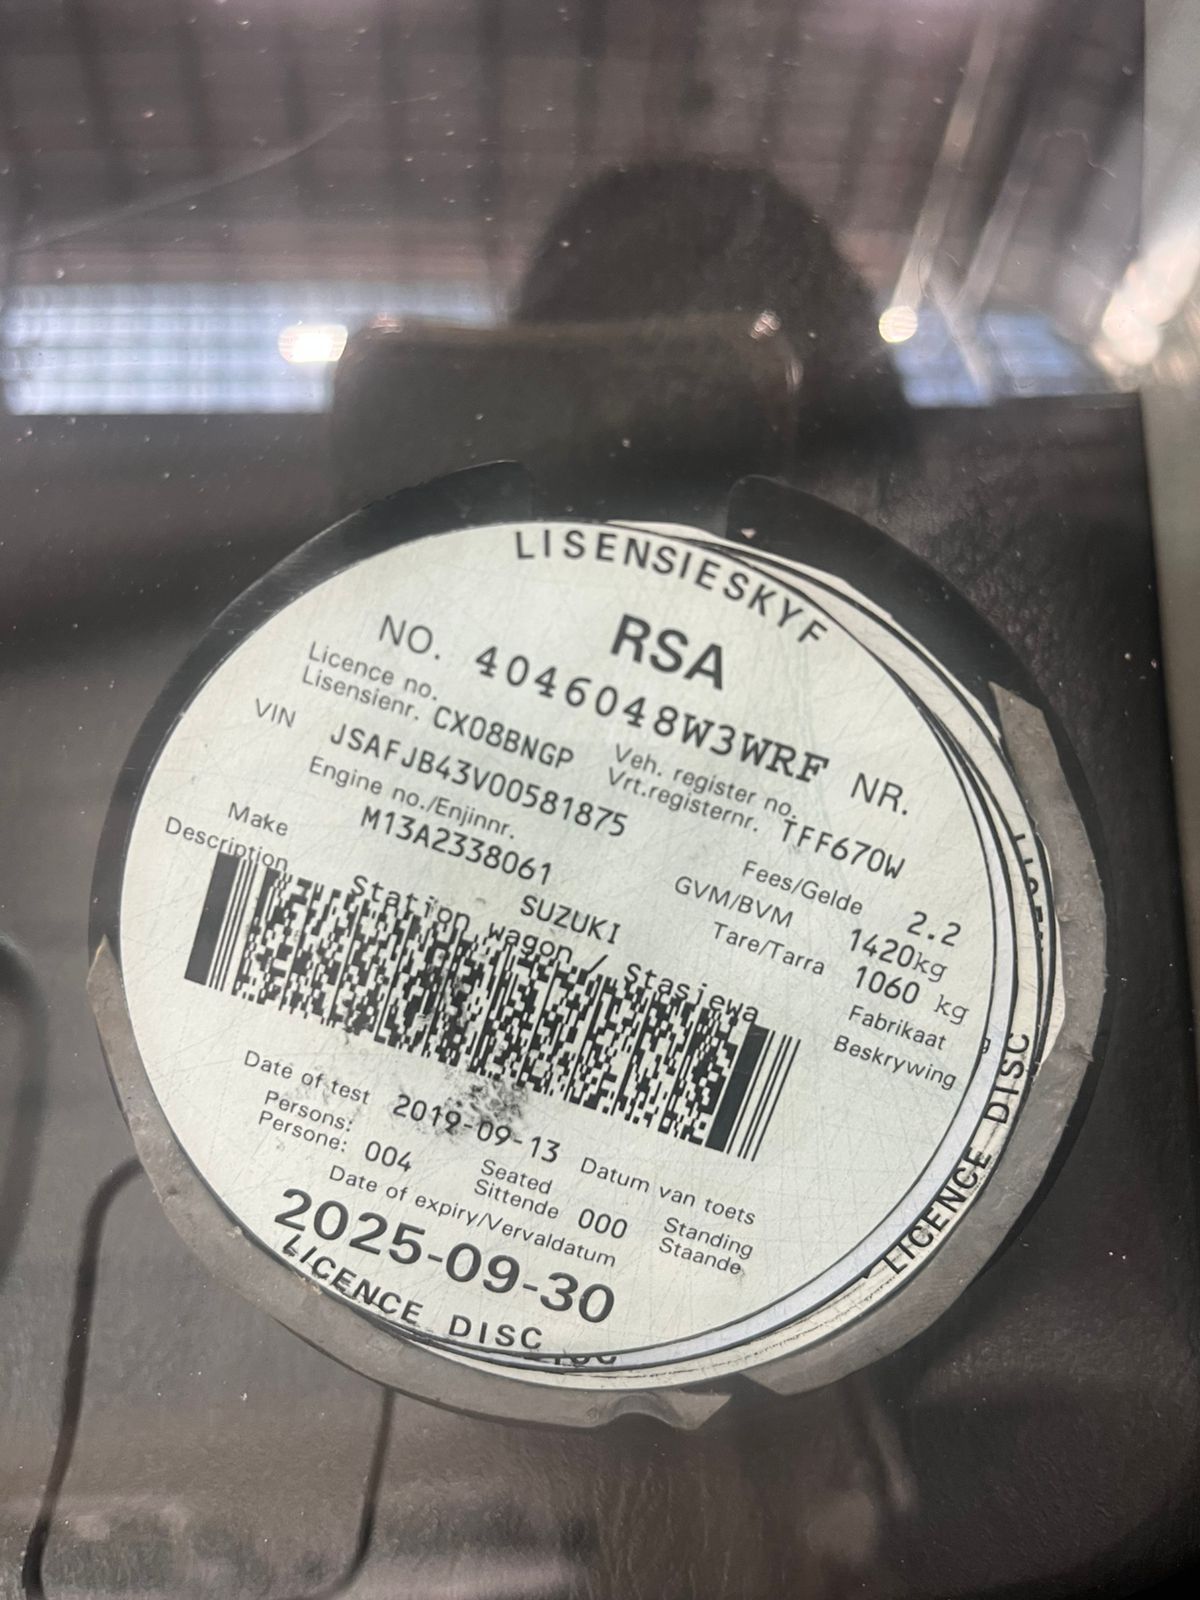 LISENSIESKYF
RSA
NO. 4046048W3WRF NR.
Licence no.
Lisensienr. CX08BNGP
Veh. register no.
Vrt.registernr. TFF670W
VIN JSAFJB43V00581875
Engine no./Enjinnr.
M13A2338061
Fees/Gelde 2.2
GVM/BVM 1420kg
Tare/Tarra 1060 kg
Make SUZUKI Fabrikaat
Description Station wagon / Stasiewa Beskrywing
Date of test 2019-09-13 Datum van toets
Persons:
Persone: 004
Seated
Sittende 000
Standing
Staande
Date of expiry/Vervaldatum
2025-09-30
LICENCE DISC
LICENCE DISC